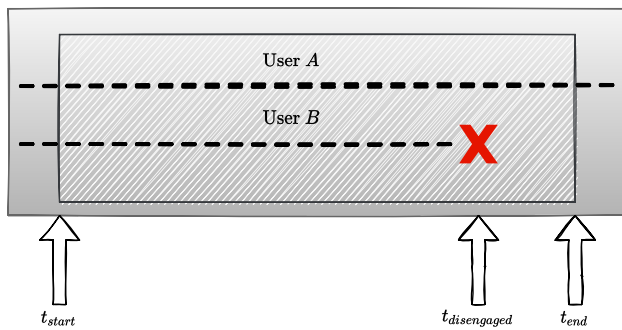 User A
User B
X
t_start
t_disengaged
t_end